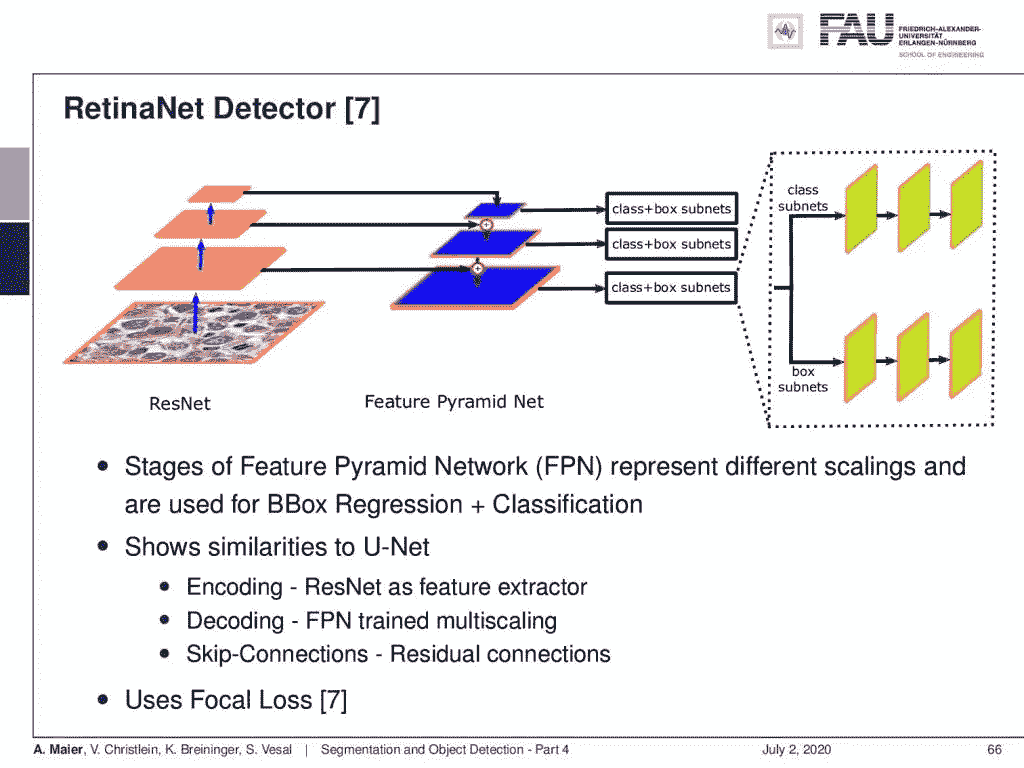 FAU
FRIEDRICH-ALEXANDER-
UNIVERSITÄT
ERLANGEN-NÜRNBERG
SCHOOL OF ENGINEERING
RetinaNet Detector [7]
class+box subnets
class+box subnets
class+box subnets
class
subnets
box
subnets
ResNet
Feature Pyramid Net
• Stages of Feature Pyramid Network (FPN) represent different scalings and
are used for BBox Regression + Classification
• Shows similarities to U-Net
• Encoding - ResNet as feature extractor
• Decoding - FPN trained multiscaling
• Skip-Connections - Residual connections
• Uses Focal Loss [7]
A. Maier, V. Christlein, K. Breininger, S. Vesal | Segmentation and Object Detection - Part 4 July 2, 2020 66